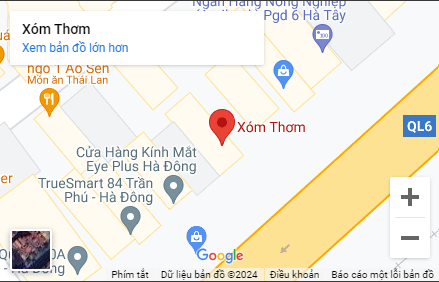 Xóm Thơm
Xem bản đồ lớn hơn
Ngân Hàng Nông Nghiệp
Pgd 6 Hà Tây
ngõ 1 Ao Sen
Món ăn Thái Lan
Xóm Thơm
QL6
Cửa Hàng Kính Mắt
Eye Plus Hà Đông
TrueSmart 84 Trần
Phú - Hà Đông
Hà Đông
Google
Phím tắt
Dữ liệu bản đồ ©2024
Điều khoản
Báo cáo một lỗi bản đồ